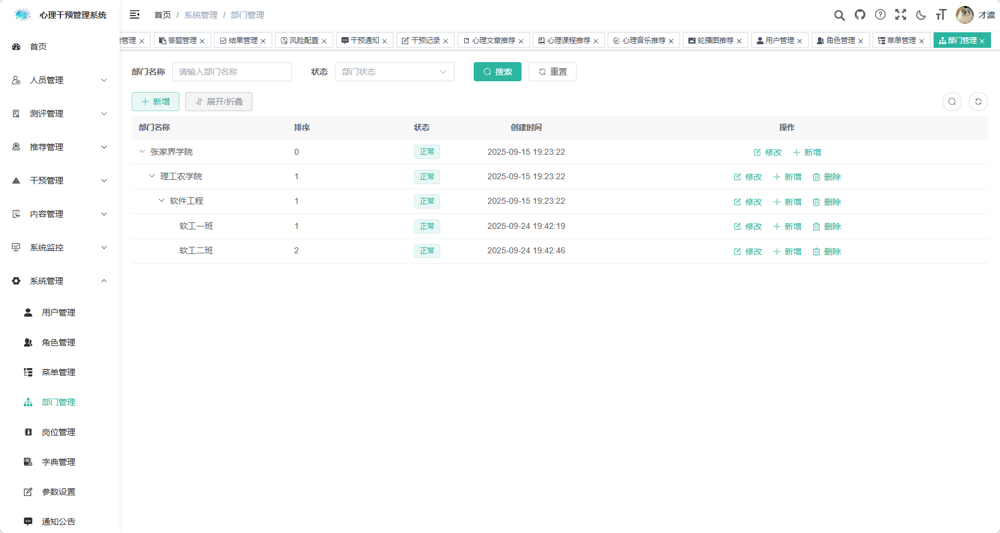 心理干预管理系统
首页 / 系统管理 / 部门管理
才渡
管理 × 答题管理 × 结果管理 × 风险配置 × 干预通知 × 干预记录 × 心理文章推荐 × 心理课程推荐 × 心理音乐推荐 × 轮播图推荐 × 用户管理 × 角色管理 × 菜单管理 × 部门管理 ×
首页
人员管理
测评管理
推荐管理
干预管理
内容管理
系统监控
系统管理
用户管理
角色管理
菜单管理
部门管理
岗位管理
字典管理
参数设置
通知公告
部门名称 请输入部门名称 状态 部门状态 搜索 重置
新增 展开/折叠
部门名称 排序 状态 创建时间 操作
张家界学院 0 正常 2025-09-15 19:23:22 修改 新增
理工农学院 1 正常 2025-09-15 19:23:22 修改 新增 删除
软件工程 1 正常 2025-09-15 19:23:22 修改 新增 删除
软工一班 1 正常 2025-09-24 19:42:19 修改 新增 删除
软工二班 2 正常 2025-09-24 19:42:46 修改 新增 删除